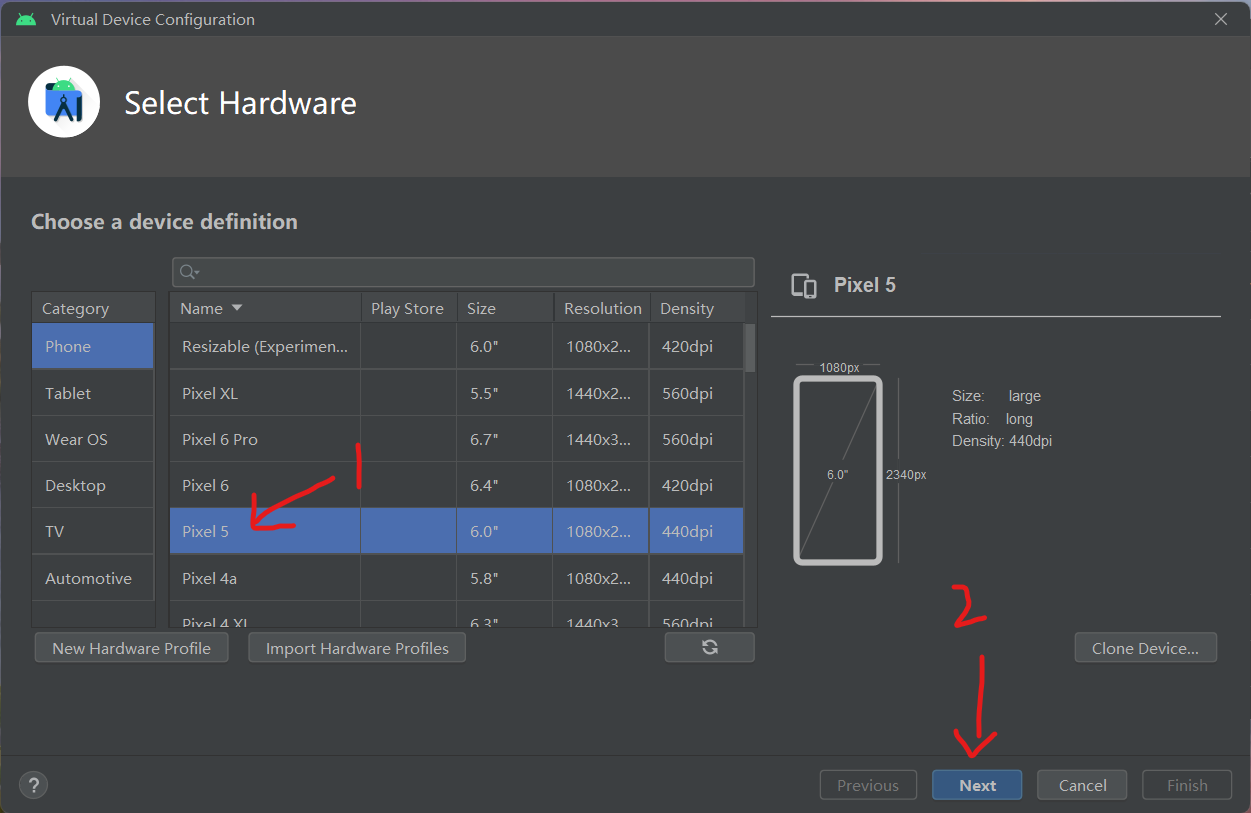 Virtual Device Configuration
Select Hardware
Choose a device definition
Category
Phone
Tablet
Wear OS
Desktop
TV
Automotive
Name Play Store Size Resolution Density
Resizable (Experimen... 6.0" 1080x2... 420dpi
Pixel XL 5.5" 1440x2... 560dpi
Pixel 6 Pro 6.7" 1440x3... 560dpi
Pixel 6 6.4" 1080x2... 420dpi
Pixel 5 6.0" 1080x2... 440dpi
Pixel 4a 5.8" 1080x2... 440dpi
Pixel 4 XL 6.3" 1440x3... 560dpi
1
New Hardware Profile Import Hardware Profiles
Pixel 5
1080px
6.0"
2340px
Size: large
Ratio: long
Density: 440dpi
2
Clone Device...
? Previous Next Cancel Finish